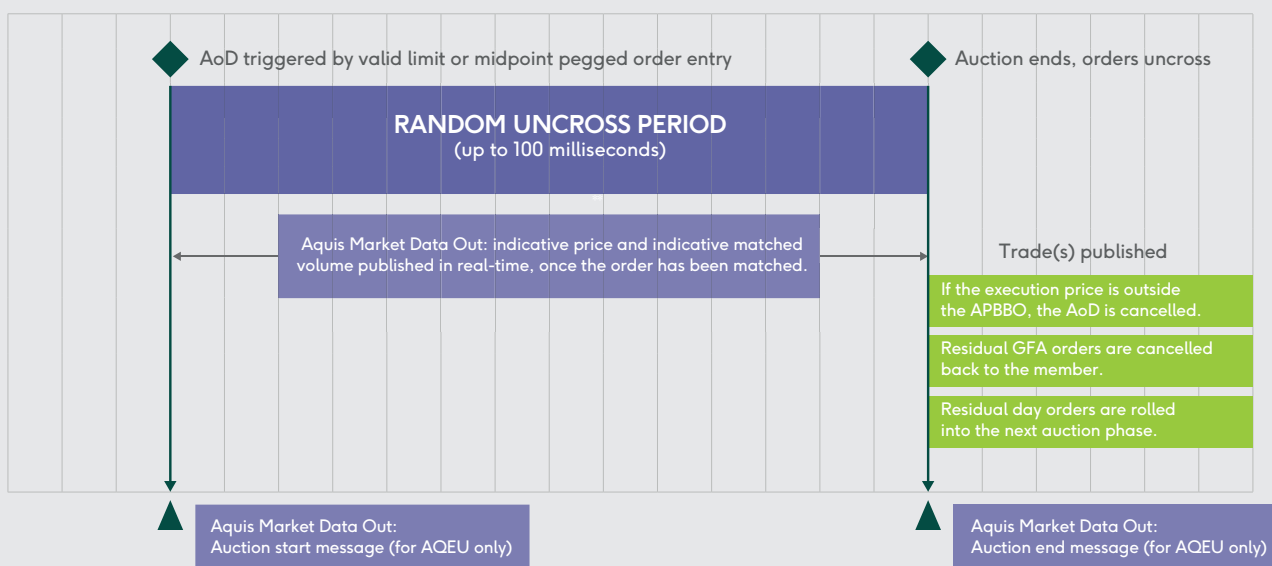 AoD triggered by valid limit or midpoint pegged order entry
Auction ends, orders uncross
RANDOM UNCROSS PERIOD
(up to 100 milliseconds)
Aquis Market Data Out: indicative price and indicative matched
volume published in real-time, once the order has been matched.
Trade(s) published
If the execution price is outside
the APBBO, the AoD is cancelled.
Residual GFA orders are cancelled
back to the member.
Residual day orders are rolled
into the next auction phase.
Aquis Market Data Out:
Auction start message (for AQEU only)
Aquis Market Data Out:
Auction end message (for AQEU only)